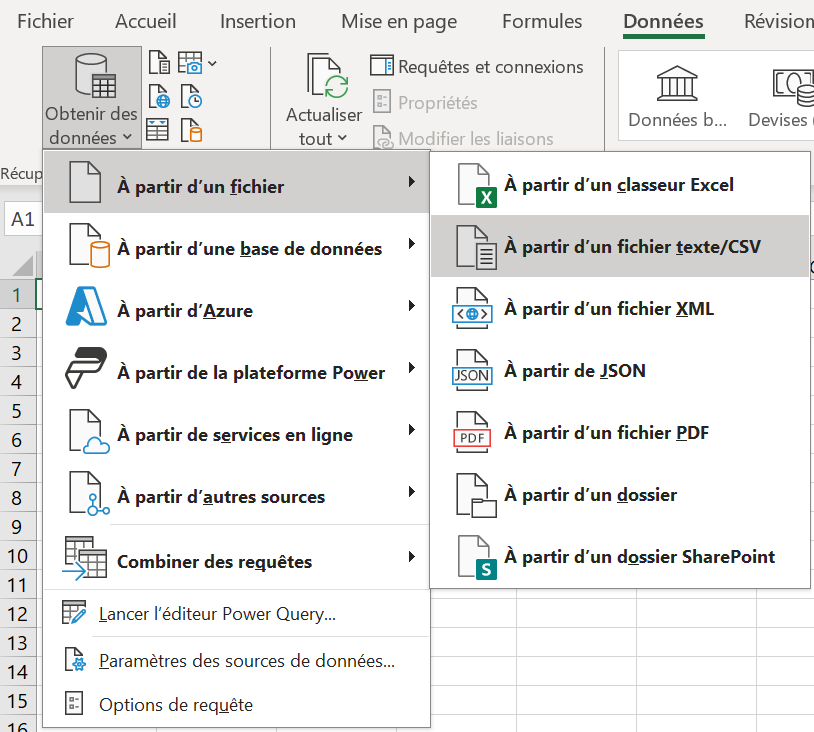 Fichier Accueil Insertion Mise en page Formules Données Révision
Obtenir des
données
Actualiser
tout
Requêtes et connexions
Propriétés
Modifier les liaisons
Données b...
Devises
Récup
A1
À partir d’un fichier
À partir d’une base de données
À partir d’Azure
À partir de la plateforme Power
À partir de services en ligne
À partir d’autres sources
Combiner des requêtes
Lancer l’éditeur Power Query...
Paramètres des sources de données...
Options de requête
À partir d’un classeur Excel
À partir d’un fichier texte/CSV
À partir d’un fichier XML
JSON
À partir de JSON
PDF
À partir d’un fichier PDF
À partir d’un dossier
À partir d’un dossier SharePoint
X
S
1
2
3
4
5
6
7
8
9
10
11
12
13
14
15
16